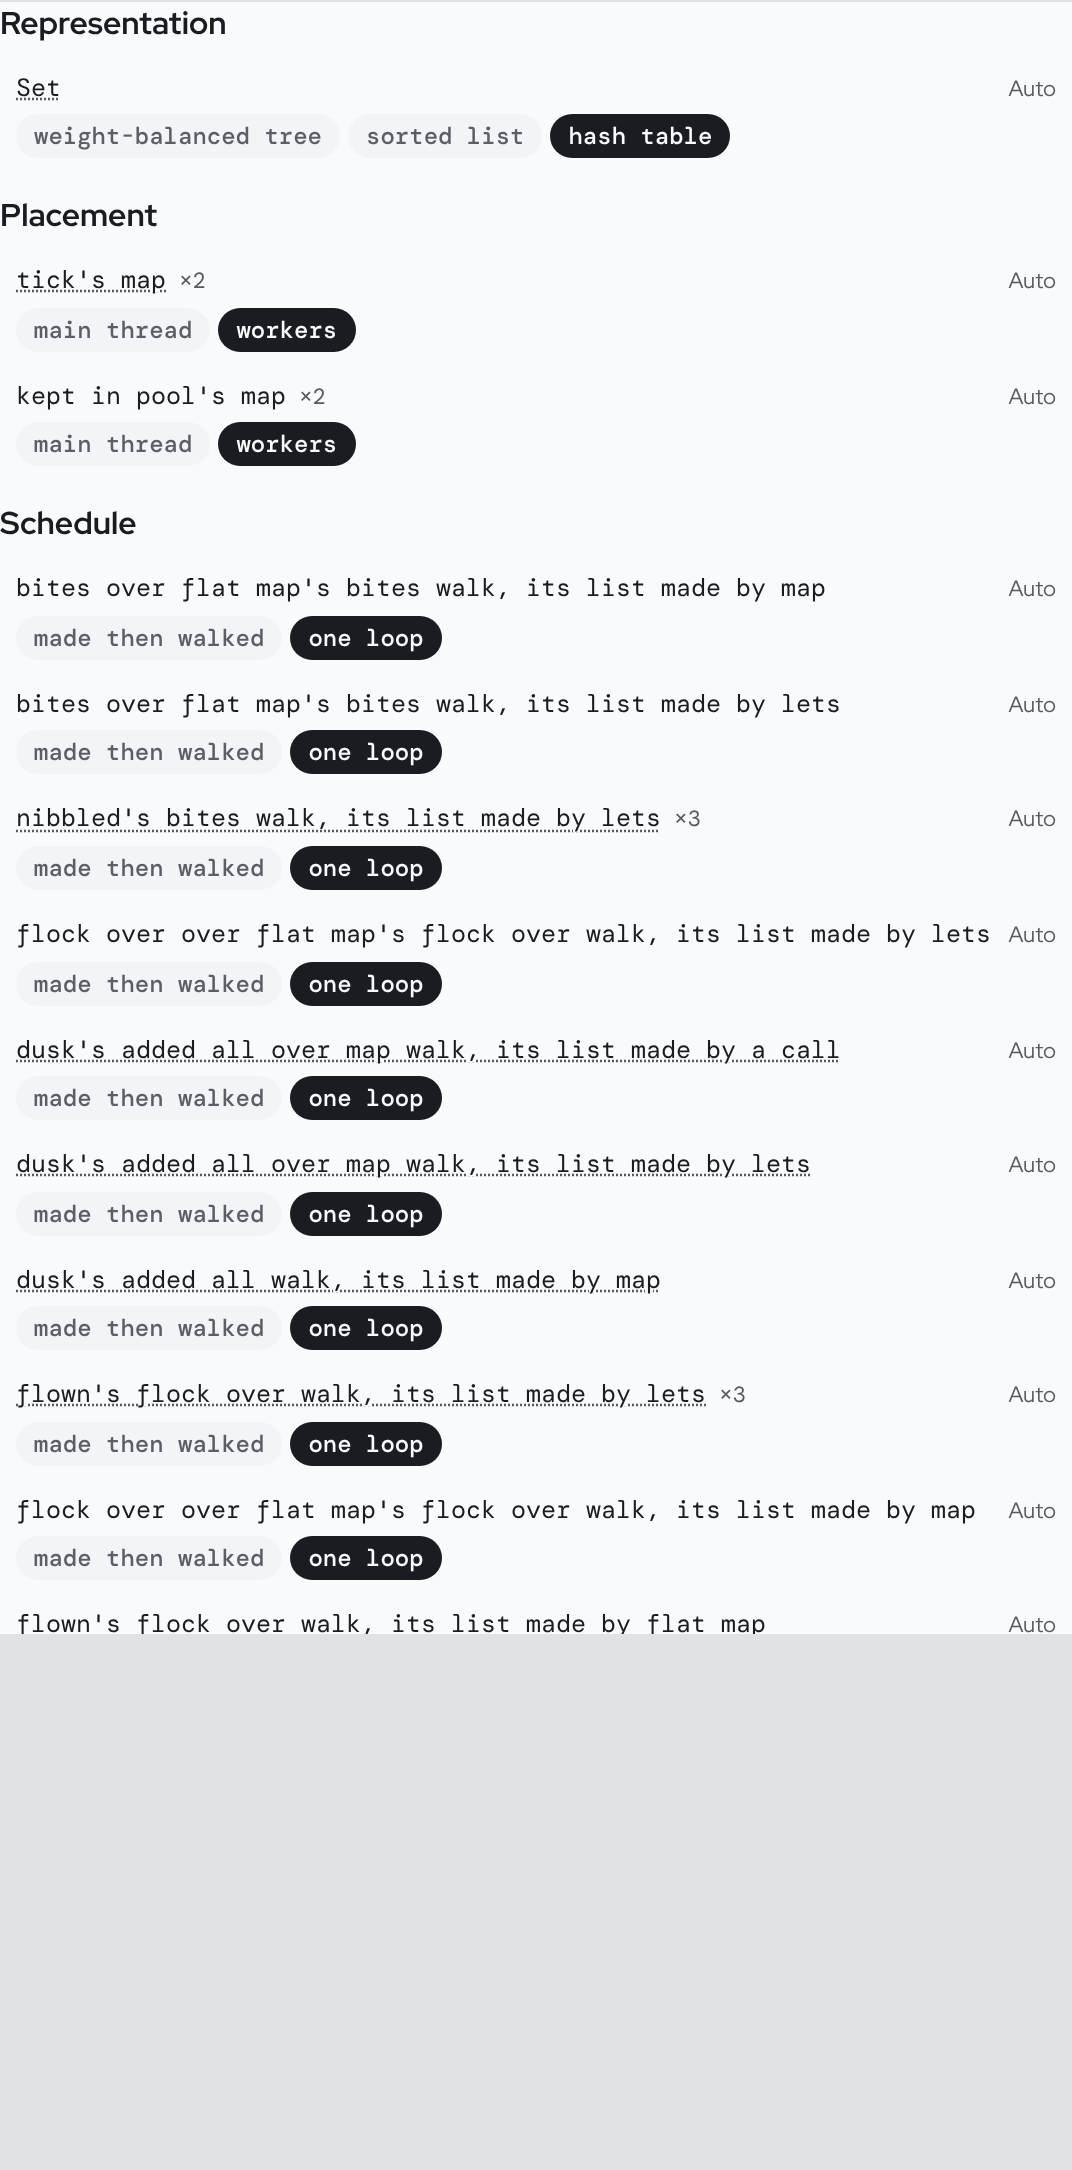 Representation
Set Auto
weight-balanced tree sorted list hash table
Placement
tick's map ×2 Auto
main thread workers
kept in pool's map ×2 Auto
main thread workers
Schedule
bites over flat map's bites walk, its list made by map Auto
made then walked one loop
bites over flat map's bites walk, its list made by lets Auto
made then walked one loop
nibbled's bites walk, its list made by lets ×3 Auto
made then walked one loop
flock over over flat map's flock over walk, its list made by lets Auto
made then walked one loop
dusk's added all over map walk, its list made by a call Auto
made then walked one loop
dusk's added all over map walk, its list made by lets Auto
made then walked one loop
dusk's added all walk, its list made by map Auto
made then walked one loop
flown's flock over walk, its list made by lets ×3 Auto
made then walked one loop
flock over over flat map's flock over walk, its list made by map Auto
made then walked one loop
flown's flock over walk, its list made by flat map Auto